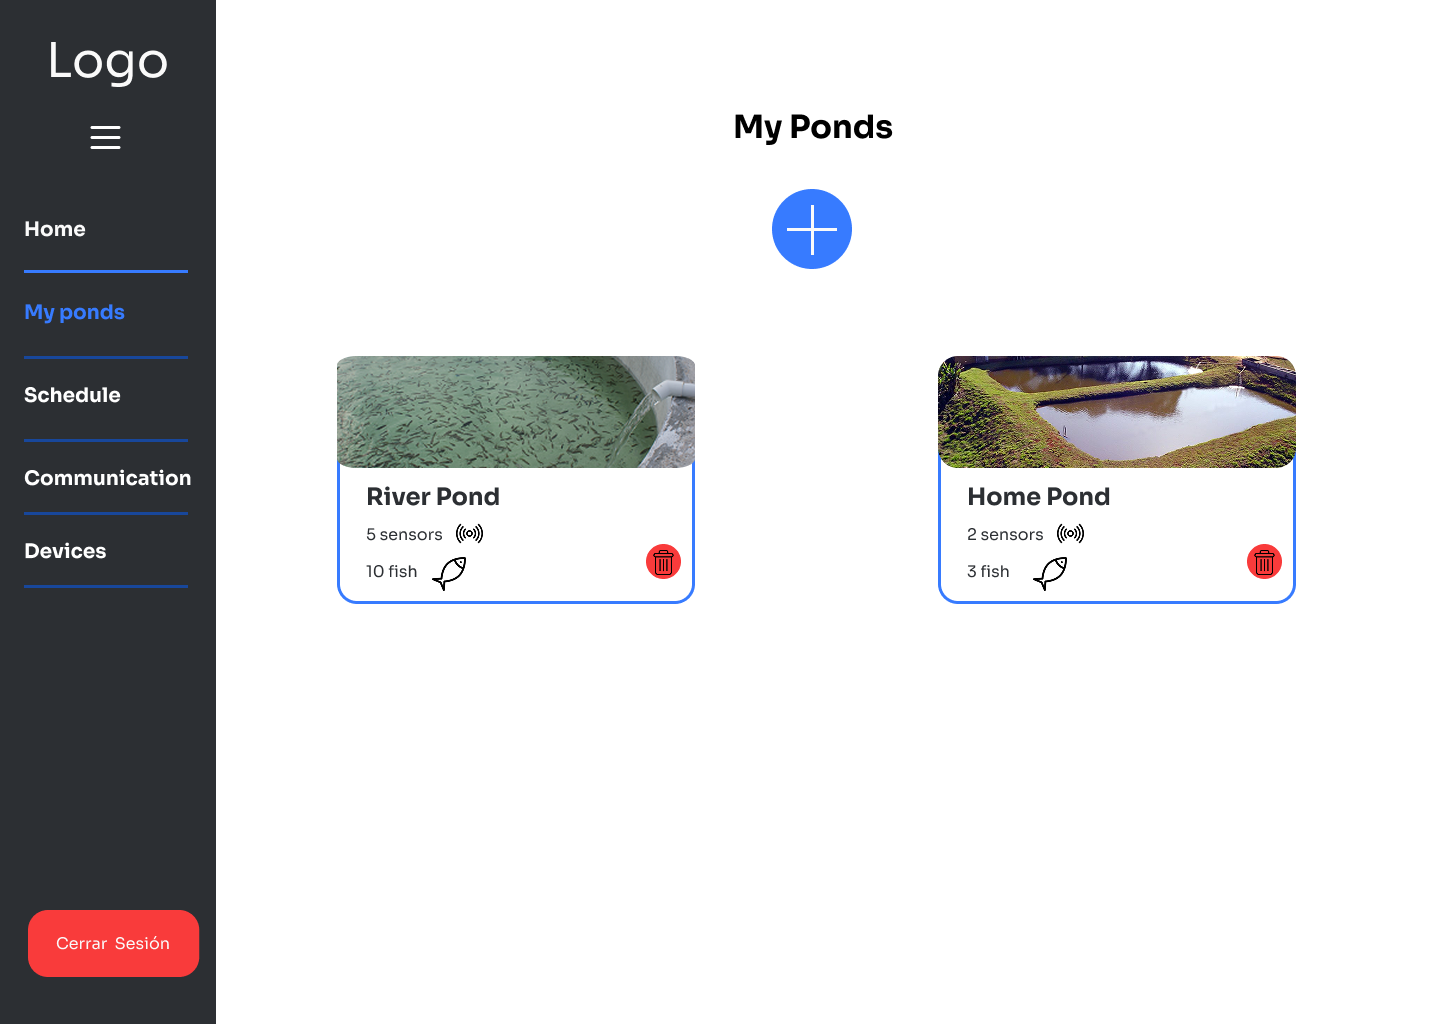 Logo
Home
My ponds
Schedule
Communication
Devices
Cerrar Sesión
My Ponds
River Pond
5 sensors
10 fish
Home Pond
2 sensors
3 fish